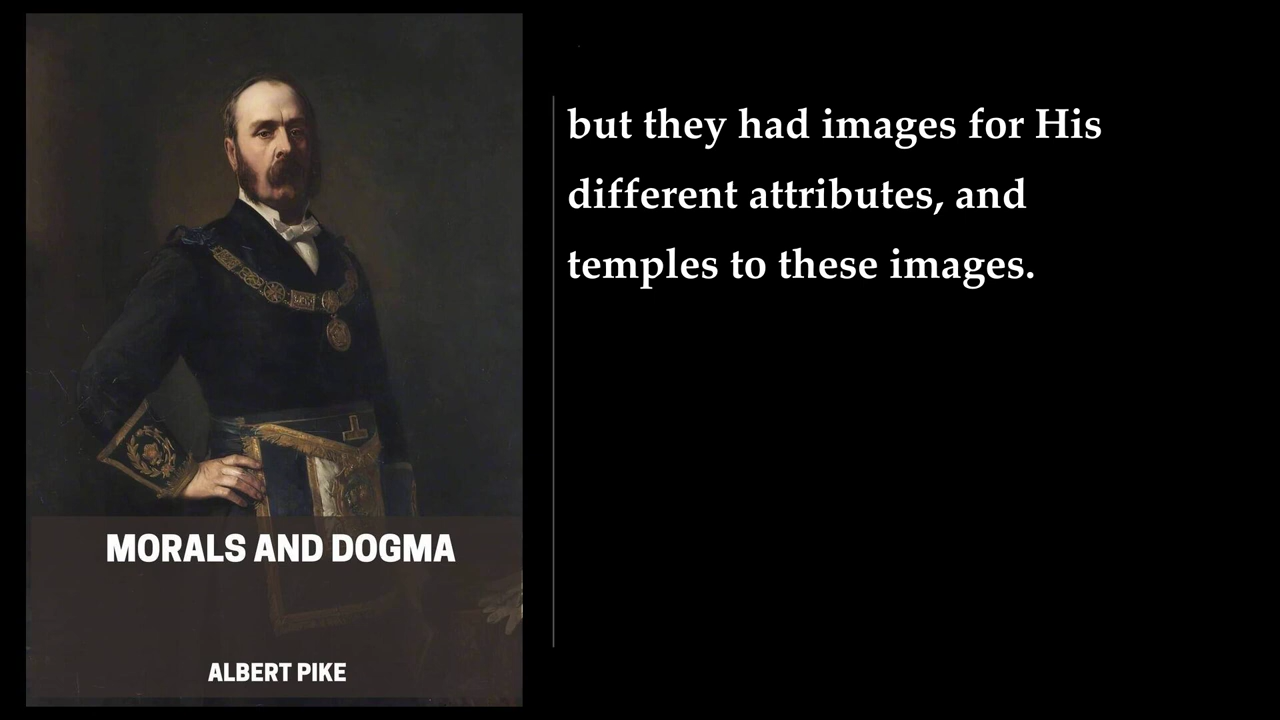 but they had images for His
different attributes, and
temples to these images.
MORALS AND DOGMA
ALBERT PIKE